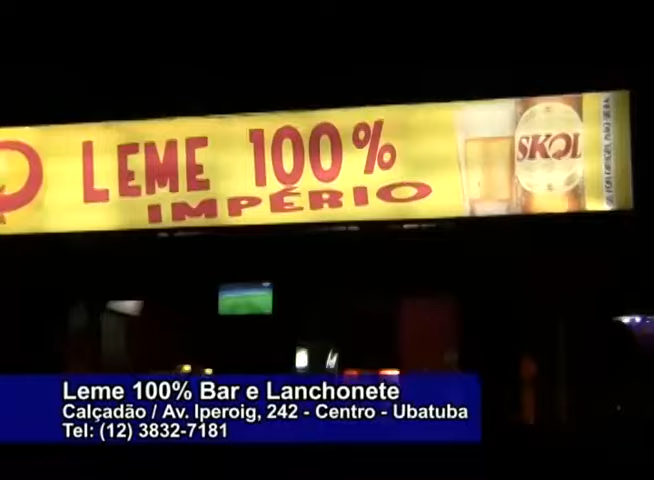 LEME 100%
IMPÉRIO
SKOL
Leme 100% Bar e Lanchonete
Calçadão / Av. Iperoig, 242 - Centro - Ubatuba
Tel: (12) 3832-7181